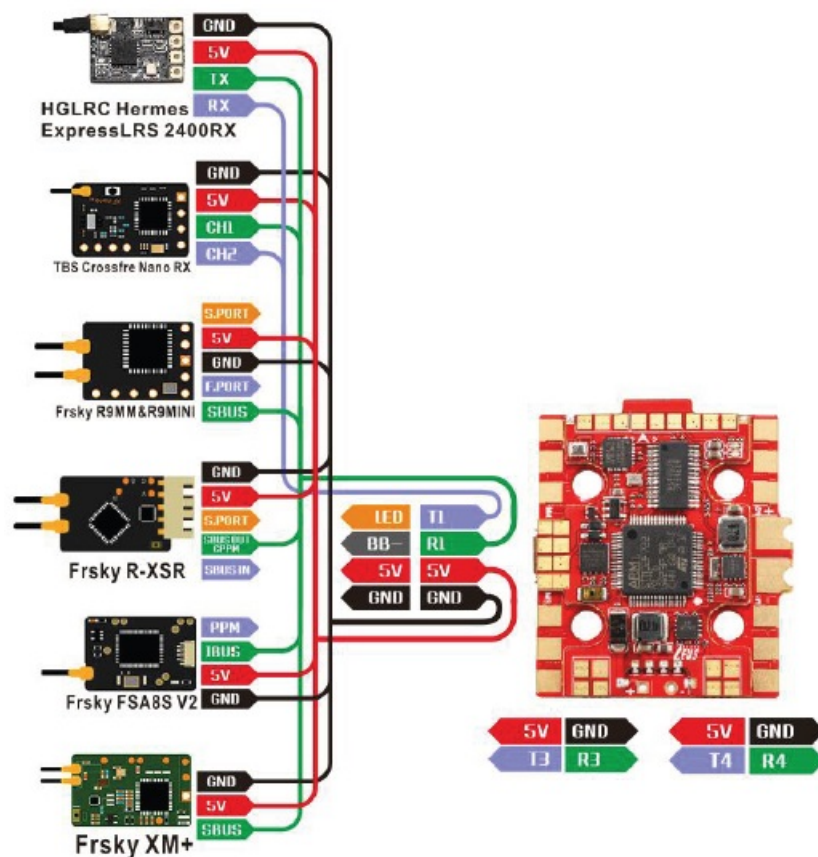 GND
5V
TX
RX
HGLRC Hermes
ExpressLRS 2400RX
GND
5V
CH1
CH2
TBS Crossfre Nano RX
S.PORT
5V
GND
F.PORT
SBUS
Frsky R9MM&R9MINI
GND
5V
S.PORT
SBUS OUT
CPPM
SBUS IN
Frsky R-XSR
PPM
IBUS
5V
GND
Frsky FSA8S V2
GND
5V
SBUS
Frsky XM+
LED T1
BB- R1
5V 5V
GND GND
ZEUS
5V GND
T3 R3
5V GND
T4 R4